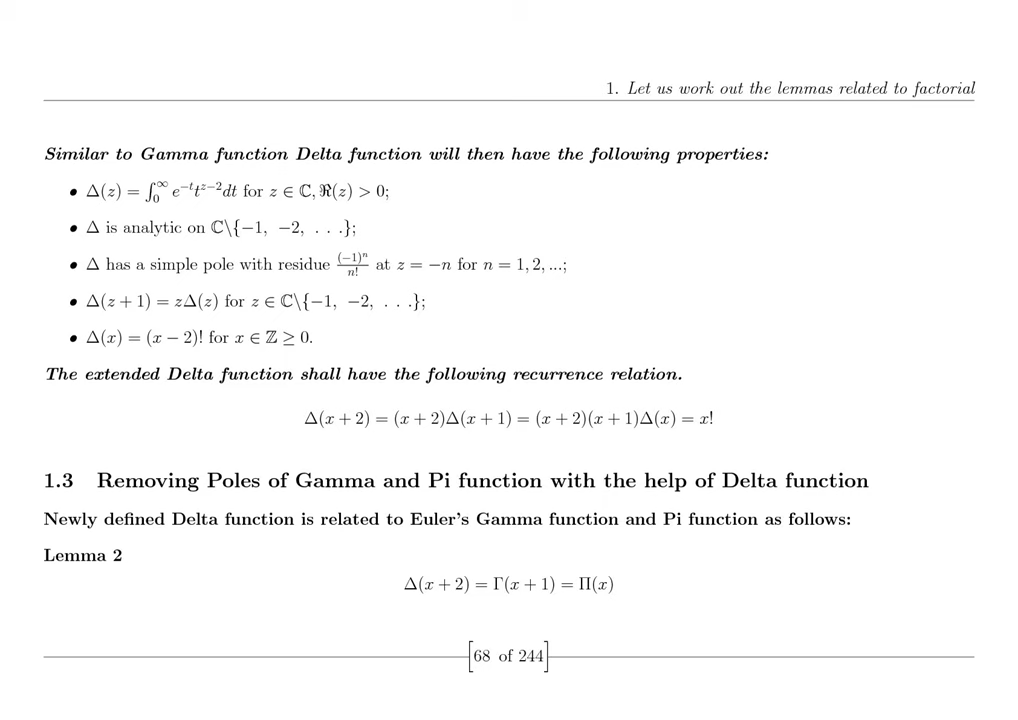 1. Let us work out the lemmas related to factorial
Similar to Gamma function Delta function will then have the following properties:
• Δ(z) = ∫₀^∞ e^{−t}t^{z−2}dt for z ∈ ℂ, ℜ(z) > 0;
• Δ is analytic on ℂ\{−1, −2, . . .};
• Δ has a simple pole with residue (−1)^n/n! at z = −n for n = 1, 2, ...;
• Δ(z + 1) = zΔ(z) for z ∈ ℂ\{−1, −2, . . .};
• Δ(x) = (x − 2)! for x ∈ ℤ ≥ 0.
The extended Delta function shall have the following recurrence relation.
Δ(x + 2) = (x + 2)Δ(x + 1) = (x + 2)(x + 1)Δ(x) = x!
1.3 Removing Poles of Gamma and Pi function with the help of Delta function
Newly defined Delta function is related to Euler's Gamma function and Pi function as follows:
Lemma 2
Δ(x + 2) = Γ(x + 1) = Π(x)
[68 of 244]